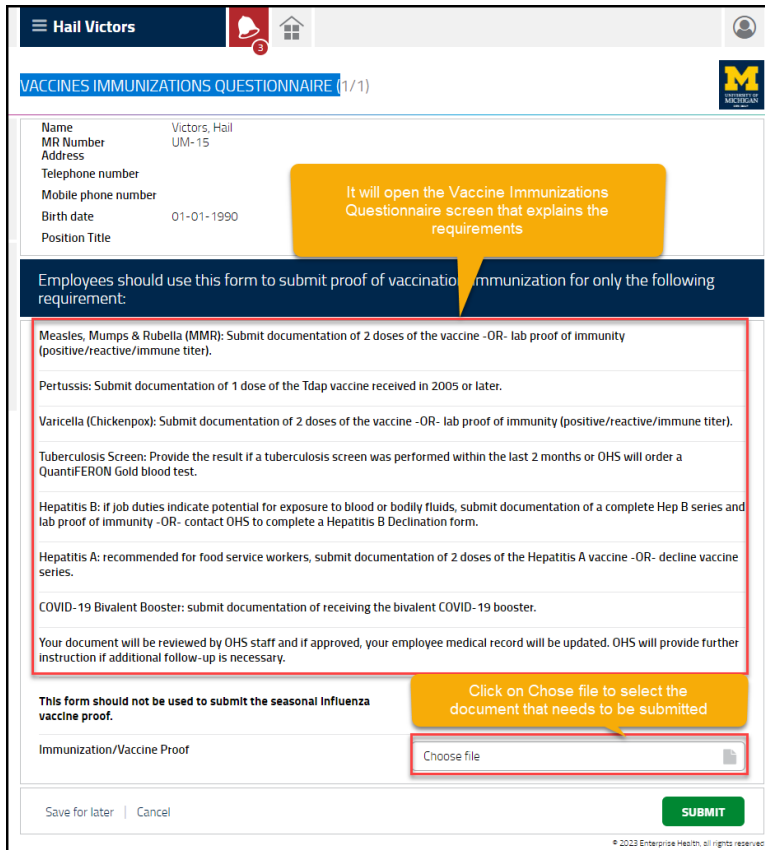 Hail Victors
3
VACCINES IMMUNIZATIONS QUESTIONNAIRE (1/1)
M
UNIVERSITY OF
MICHIGAN
Name Victors, Hail
MR Number UM-15
Address
Telephone number
Mobile phone number
Birth date 01-01-1990
Position Title
It will open the Vaccine Immunizations
Questionnaire screen that explains the
requirements
Employees should use this form to submit proof of vaccination immunization for only the following
requirement:
Measles, Mumps & Rubella (MMR): Submit documentation of 2 doses of the vaccine -OR- lab proof of immunity
(positive/reactive/immune titer).
Pertussis: Submit documentation of 1 dose of the Tdap vaccine received in 2005 or later.
Varicella (Chickenpox): Submit documentation of 2 doses of the vaccine -OR- lab proof of immunity (positive/reactive/immune titer).
Tuberculosis Screen: Provide the result if a tuberculosis screen was performed within the last 2 months or OHS will order a
QuantiFERON Gold blood test.
Hepatitis B: if job duties indicate potential for exposure to blood or bodily fluids, submit documentation of a complete Hep B series and
lab proof of immunity -OR- contact OHS to complete a Hepatitis B Declination form.
Hepatitis A: recommended for food service workers, submit documentation of 2 doses of the Hepatitis A vaccine -OR- decline vaccine
series.
COVID-19 Bivalent Booster: submit documentation of receiving the bivalent COVID-19 booster.
Your document will be reviewed by OHS staff and if approved, your employee medical record will be updated. OHS will provide further
instruction if additional follow-up is necessary.
This form should not be used to submit the seasonal Influenza
vaccine proof.
Click on Chose file to select the
document that needs to be submitted
Immunization/Vaccine Proof
Choose file
Save for later | Cancel
SUBMIT
© 2023 Enterprise Health, all rights reserved